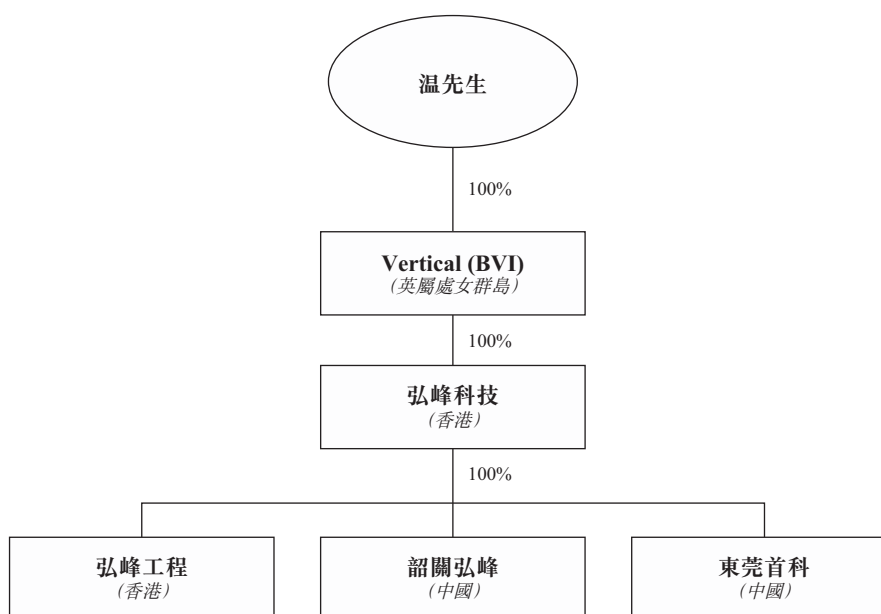 温先生
100%
Vertical (BVI)
（英屬處女群島）
100%
弘峰科技
（香港）
100%
弘峰工程
（香港）
韶關弘峰
（中國）
東莞首科
（中國）